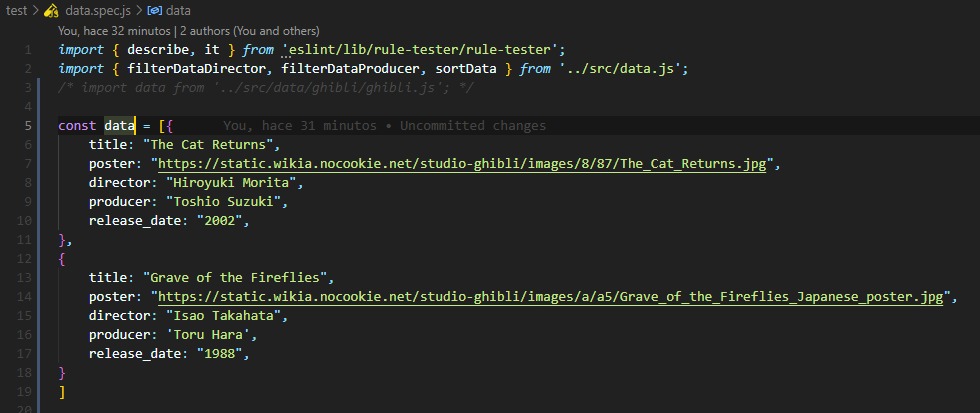 test > data.spec.js > data
You, hace 32 minutos | 2 authors (You and others)
1 import { describe, it } from 'eslint/lib/rule-tester/rule-tester';
2 import { filterDataDirector, filterDataProducer, sortData } from '../src/data.js';
3 /* import data from '../src/data/ghibli/ghibli.js'; */
4
5 const data = [{ You, hace 31 minutos • Uncommitted changes
6 title: "The Cat Returns",
7 poster: "https://static.wikia.nocookie.net/studio-ghibli/images/8/87/The_Cat_Returns.jpg",
8 director: "Hiroyuki Morita",
9 producer: "Toshio Suzuki",
10 release_date: "2002",
11 },
12 {
13 title: "Grave of the Fireflies",
14 poster: "https://static.wikia.nocookie.net/studio-ghibli/images/a/a5/Grave_of_the_Fireflies_Japanese_poster.jpg",
15 director: "Isao Takahata",
16 producer: 'Toru Hara',
17 release_date: "1988",
18 }
19 ]
20